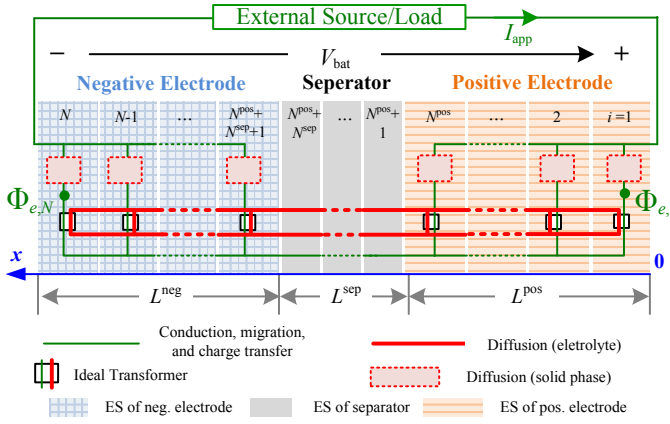 External Source/Load
I_app
− V_bat +
Negative Electrode Seperator Positive Electrode
N N-1 ... N^pos+ N^sep+1 N^pos+ N^sep ... N^pos+ 1 N^pos ... 2 i=1
Φ_e,N Φ_e,
x 0
L^neg L^sep L^pos
Conduction, migration,
and charge transfer
Diffusion (eletrolyte)
Ideal Transformer
Diffusion (solid phase)
ES of neg. electrode ES of separator ES of pos. electrode